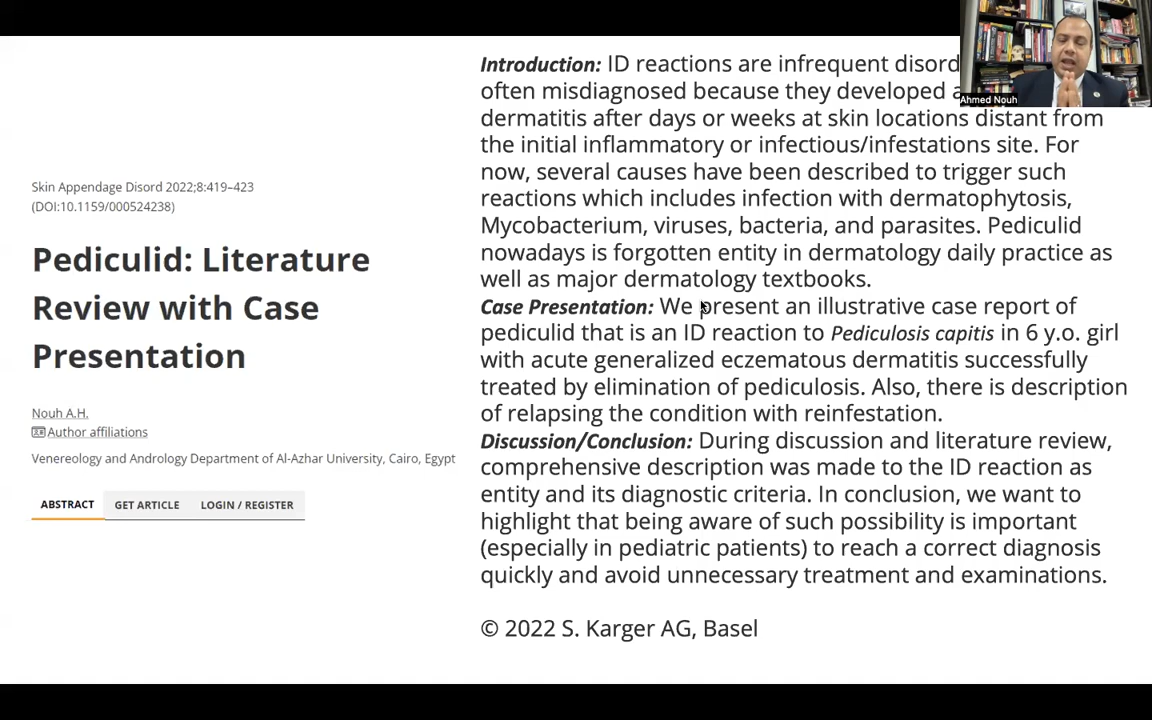 Ahmed Nouh
Skin Appendage Disord 2022;8:419–423
(DOI:10.1159/000524238)
Pediculid: Literature
Review with Case
Presentation
Nouh A.H.
Author affiliations
Venereology and Andrology Department of Al-Azhar University, Cairo, Egypt
ABSTRACT GET ARTICLE LOGIN / REGISTER
Introduction: ID reactions are infrequent
often misdiagnosed because they developed
dermatitis after days or weeks at skin locations distant from
the initial inflammatory or infectious/infestations site. For
now, several causes have been described to trigger such
reactions which includes infection with dermatophytosis,
Mycobacterium, viruses, bacteria, and parasites. Pediculid
nowadays is forgotten entity in dermatology daily practice as
well as major dermatology textbooks.
Case Presentation: We present an illustrative case report of
pediculid that is an ID reaction to Pediculosis capitis in 6 y.o. girl
with acute generalized eczematous dermatitis successfully
treated by elimination of pediculosis. Also, there is description
of relapsing the condition with reinfestation.
Discussion/Conclusion: During discussion and literature review,
comprehensive description was made to the ID reaction as
entity and its diagnostic criteria. In conclusion, we want to
highlight that being aware of such possibility is important
(especially in pediatric patients) to reach a correct diagnosis
quickly and avoid unnecessary treatment and examinations.
© 2022 S. Karger AG, Basel